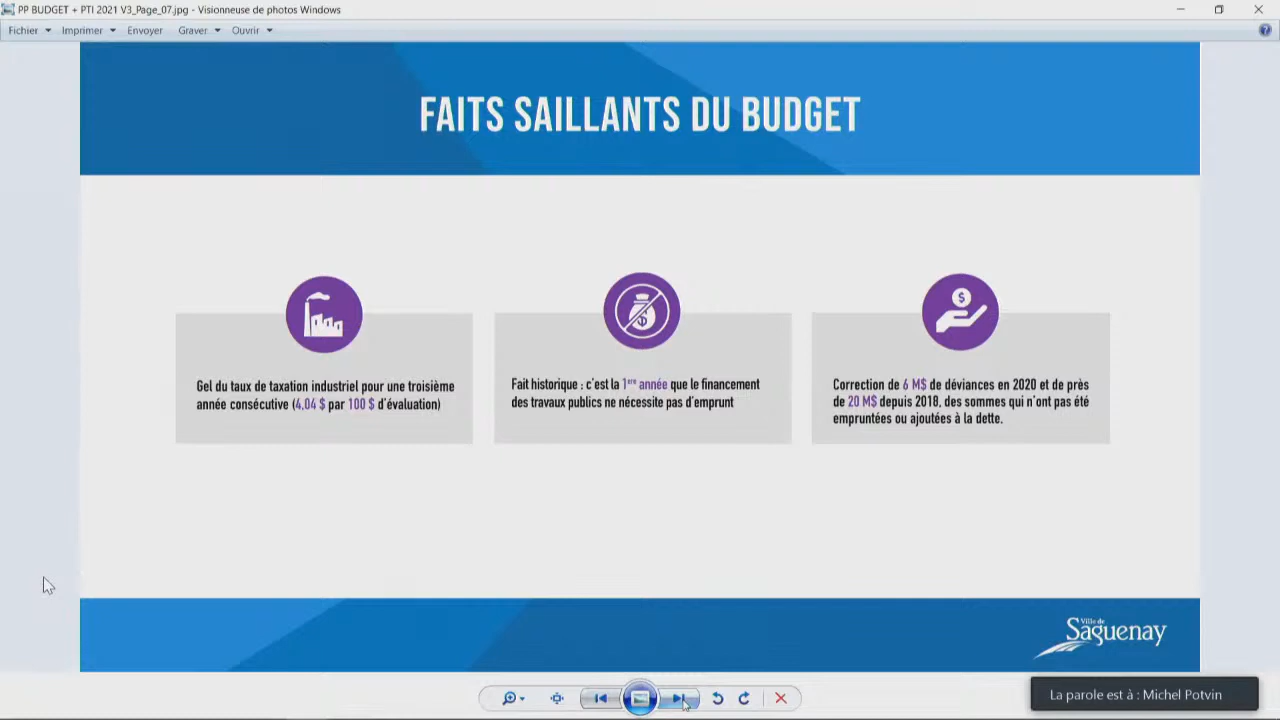 PP BUDGET + PTI 2021 V3_Page_07.jpg - Visionneuse de photos Windows
Fichier Imprimer Envoyer Graver Ouvrir
FAITS SAILLANTS DU BUDGET
Gel du taux de taxation industriel pour une troisième
année consécutive (4,04 $ par 100 $ d'évaluation)
Fait historique : c'est la 1ere année que le financement
des travaux publics ne nécessite pas d'emprunt
$
Correction de 6 M$ de déviances en 2020 et de près
de 20 M$ depuis 2018, des sommes qui n'ont pas été
empruntées ou ajoutées à la dette.
Ville de
Saguenay
La parole est à : Michel Potvin